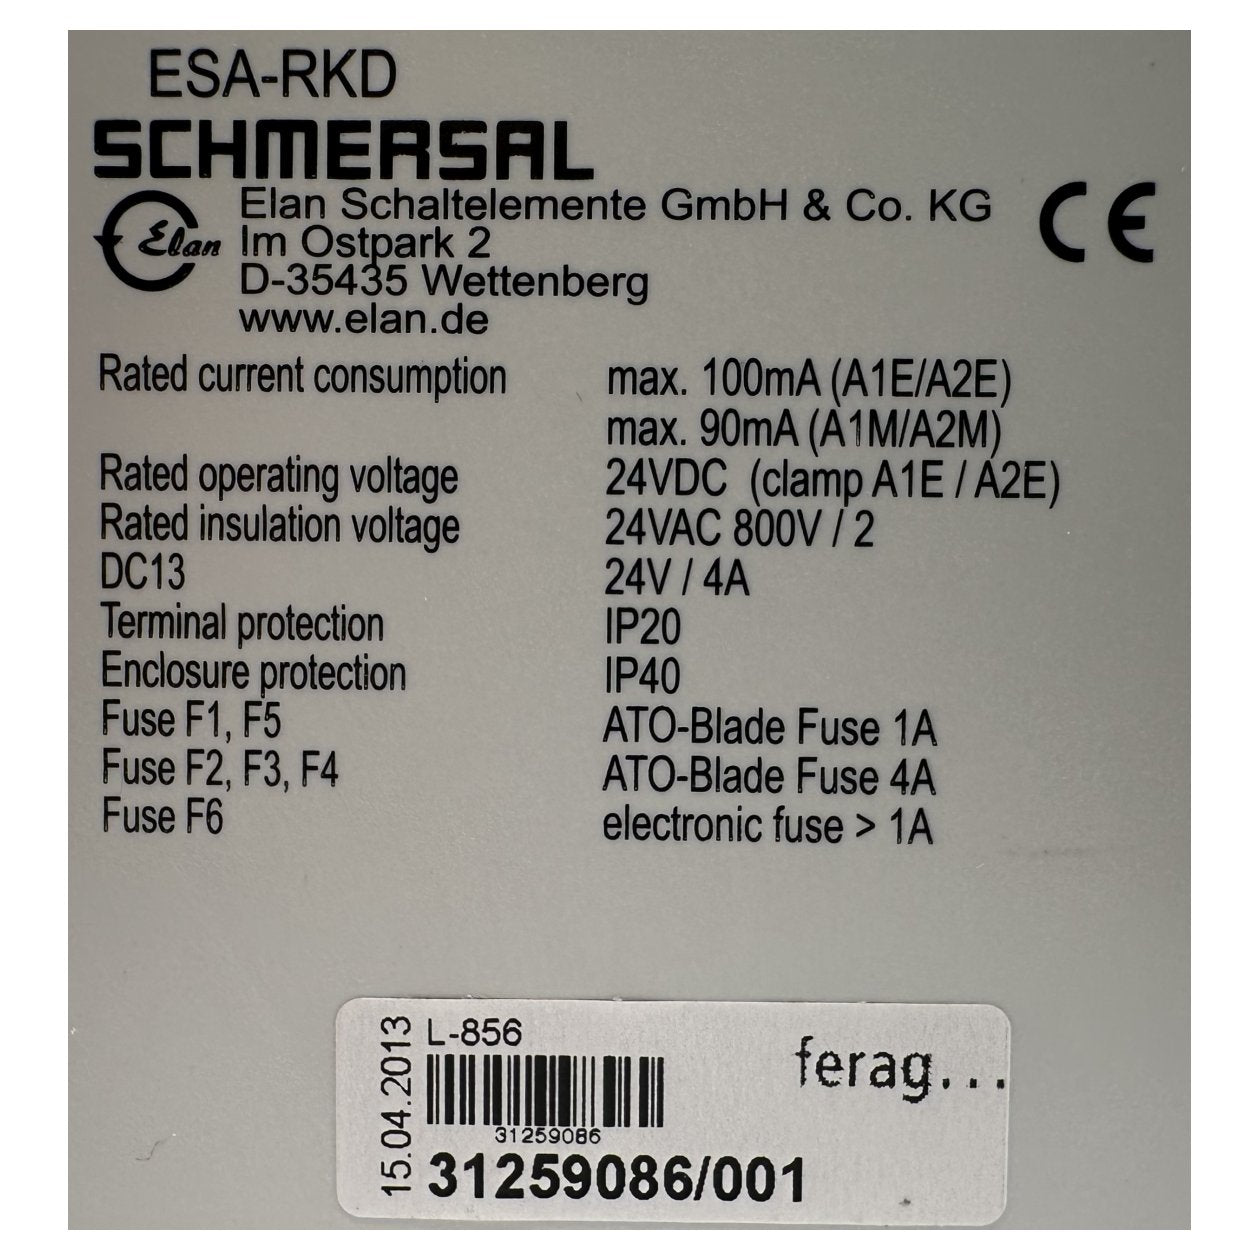 ESA-RKD
SCHMERSAL
Elan
Elan Schaltelemente GmbH & Co. KG
Im Ostpark 2
D-35435 Wettenberg
www.elan.de
CE
Rated current consumption max. 100mA (A1E/A2E)
max. 90mA (A1M/A2M)
Rated operating voltage 24VDC (clamp A1E / A2E)
Rated insulation voltage 24VAC 800V / 2
DC13 24V / 4A
Terminal protection IP20
Enclosure protection IP40
Fuse F1, F5 ATO-Blade Fuse 1A
Fuse F2, F3, F4 ATO-Blade Fuse 4A
Fuse F6 electronic fuse > 1A
15.04.2013
L-856
ferag...
31259086
31259086/001